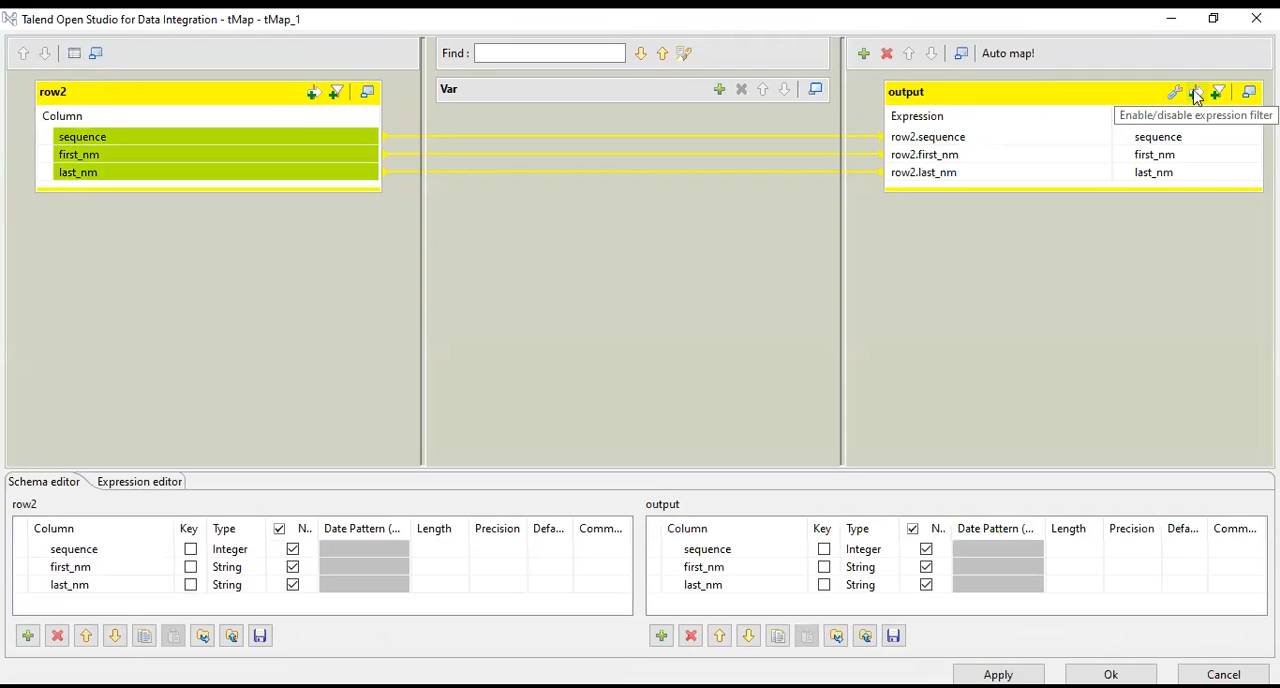 Talend Open Studio for Data Integration - tMap - tMap_1
Find :
Auto map!
row2
Column
sequence
first_nm
last_nm
Var
output
Expression
Enable/disable expression filter
row2.sequence sequence
row2.first_nm first_nm
row2.last_nm last_nm
Schema editor Expression editor
row2
Column Key Type N.. Date Pattern (... Length Precision Defa... Comm...
sequence Integer
first_nm String
last_nm String
output
Column Key Type N.. Date Pattern (... Length Precision Defa... Comm...
sequence Integer
first_nm String
last_nm String
Apply Ok Cancel